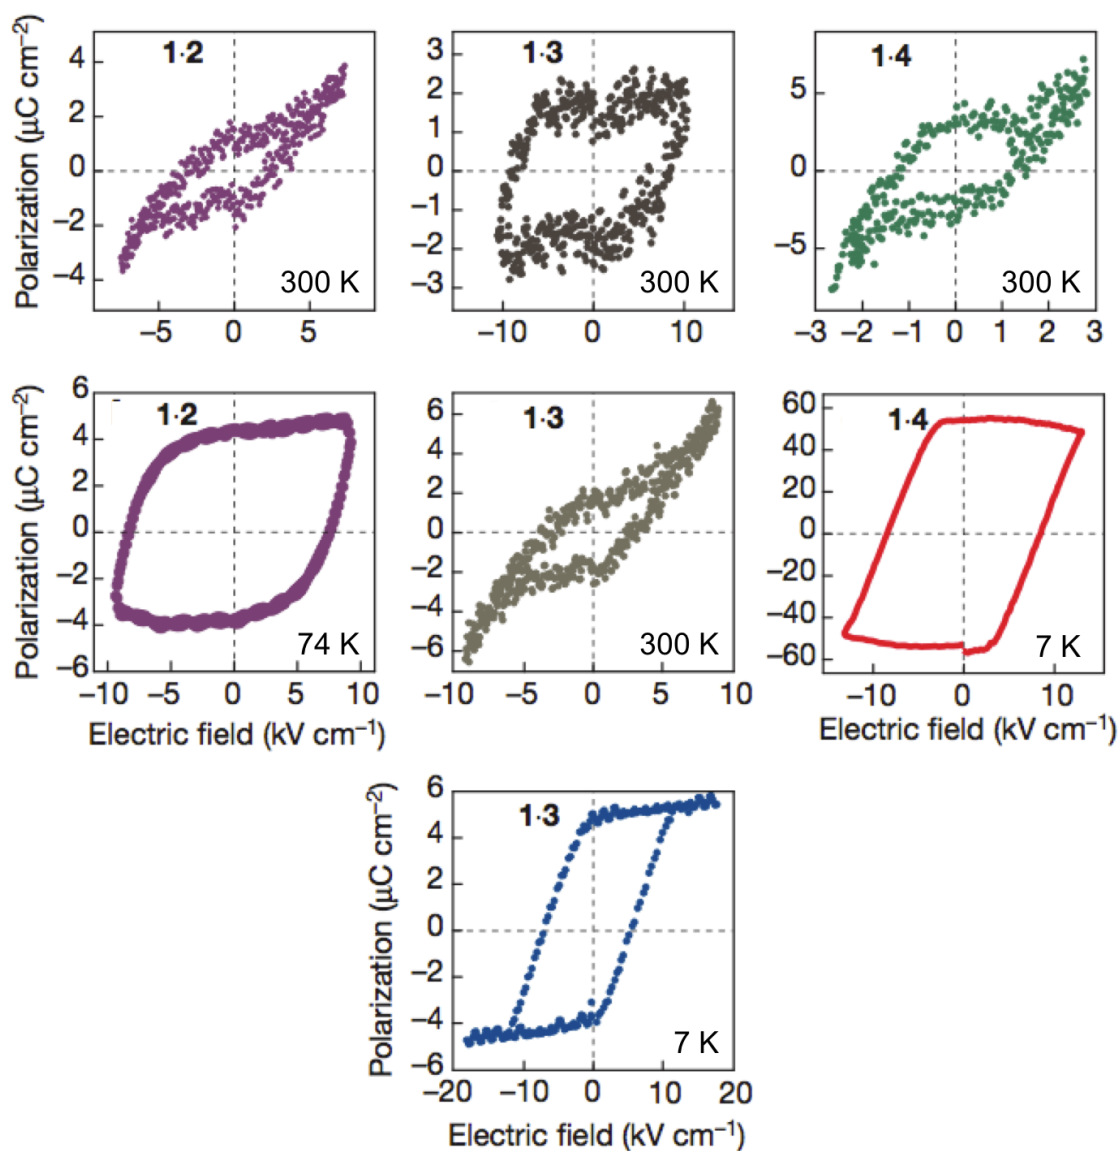 Polarization (μC cm–2)
1·2
4
2
0
–2
–4
300 K
–5 0 5
1·3
3
2
1
0
–1
–2
–3
300 K
–10 0 10
1·4
5
0
–5
300 K
–3 –2 –1 0 1 2 3
Polarization (μC cm–2)
1·2
6
4
2
0
–2
–4
–6
74 K
–10 –5 0 5 10
Electric field (kV cm–1)
1·3
6
4
2
0
–2
–4
–6
300 K
–10 –5 0 5 10
1·4
60
40
20
0
–20
–40
–60
7 K
–10 0 10
Electric field (kV cm–1)
Polarization (μC cm–2)
1·3
6
4
2
0
–2
–4
–6
7 K
–20 –10 0 10 20
Electric field (kV cm–1)